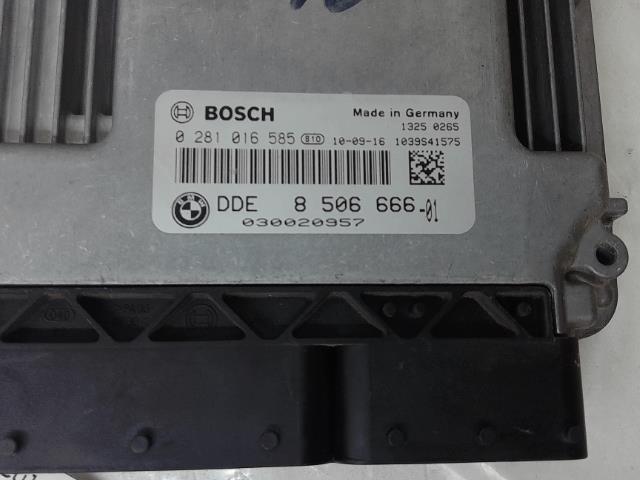 BOSCH Made in Germany
1325 0265
0 281 016 585 B10 10-09-16 1039S41575
BMW DDE 8 506 666-01
030020957